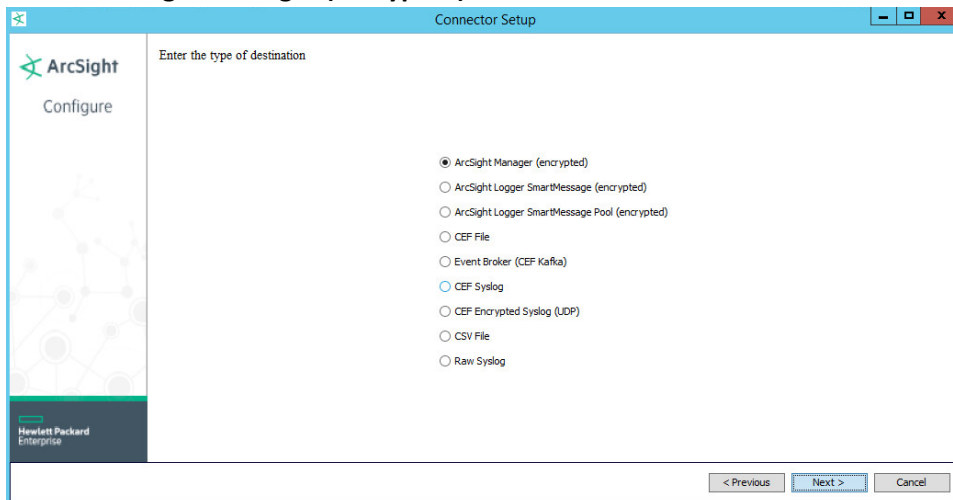 Connector Setup
ArcSight
Configure
Enter the type of destination
ArcSight Manager (encrypted)
ArcSight Logger SmartMessage (encrypted)
ArcSight Logger SmartMessage Pool (encrypted)
CEF File
Event Broker (CEF Kafka)
CEF Syslog
CEF Encrypted Syslog (UDP)
CSV File
Raw Syslog
Hewlett Packard
Enterprise
< Previous
Next >
Cancel